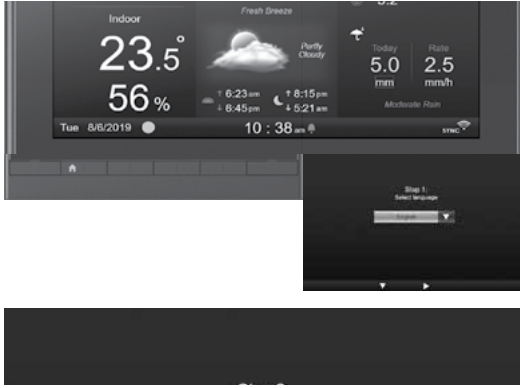 Fresh Breeze
Indoor
23.5°
56%
Partly
Cloudy
↑ 6:23 am ↑ 8:15 pm
↓ 6:45 pm ↓ 5:21 am
Today Rate
5.0 2.5
mm mm/h
Moderate Rain
Tue 8/6/2019 10 : 38 am SYNC
Step 1:
Select language
English